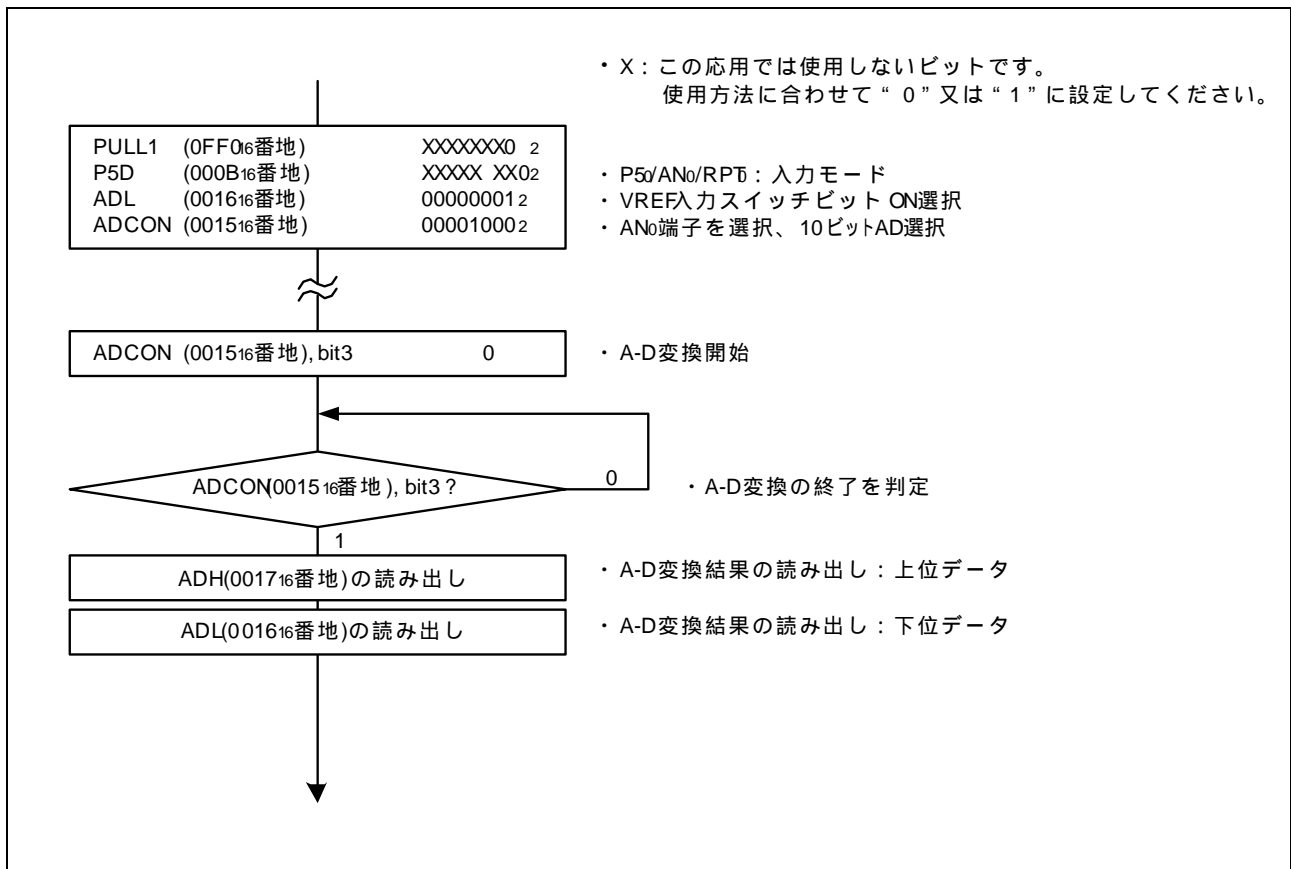 ・ X：この応用では使用しないビットです。
使用方法に合わせて“ 0 ”又は“ 1 ”に設定してください。
PULL1 (0FF016番地) XXXXXXX0 2
P5D (000B16番地) XXXXX XX02
・ P50/AN0/RTP0：入力モード
ADL (001616番地) 000000012
・ VREF入力スイッチビット ON選択
ADCON (001516番地) 000010002
・ AN0端子を選択、10ビットAD選択
ADCON (001516番地), bit3 0
・ A-D変換開始
ADCON(001516番地), bit3？
0
・ A-D変換の終了を判定
1
ADH(001716番地)の読み出し
・ A-D変換結果の読み出し：上位データ
ADL(001616番地)の読み出し
・ A-D変換結果の読み出し：下位データ